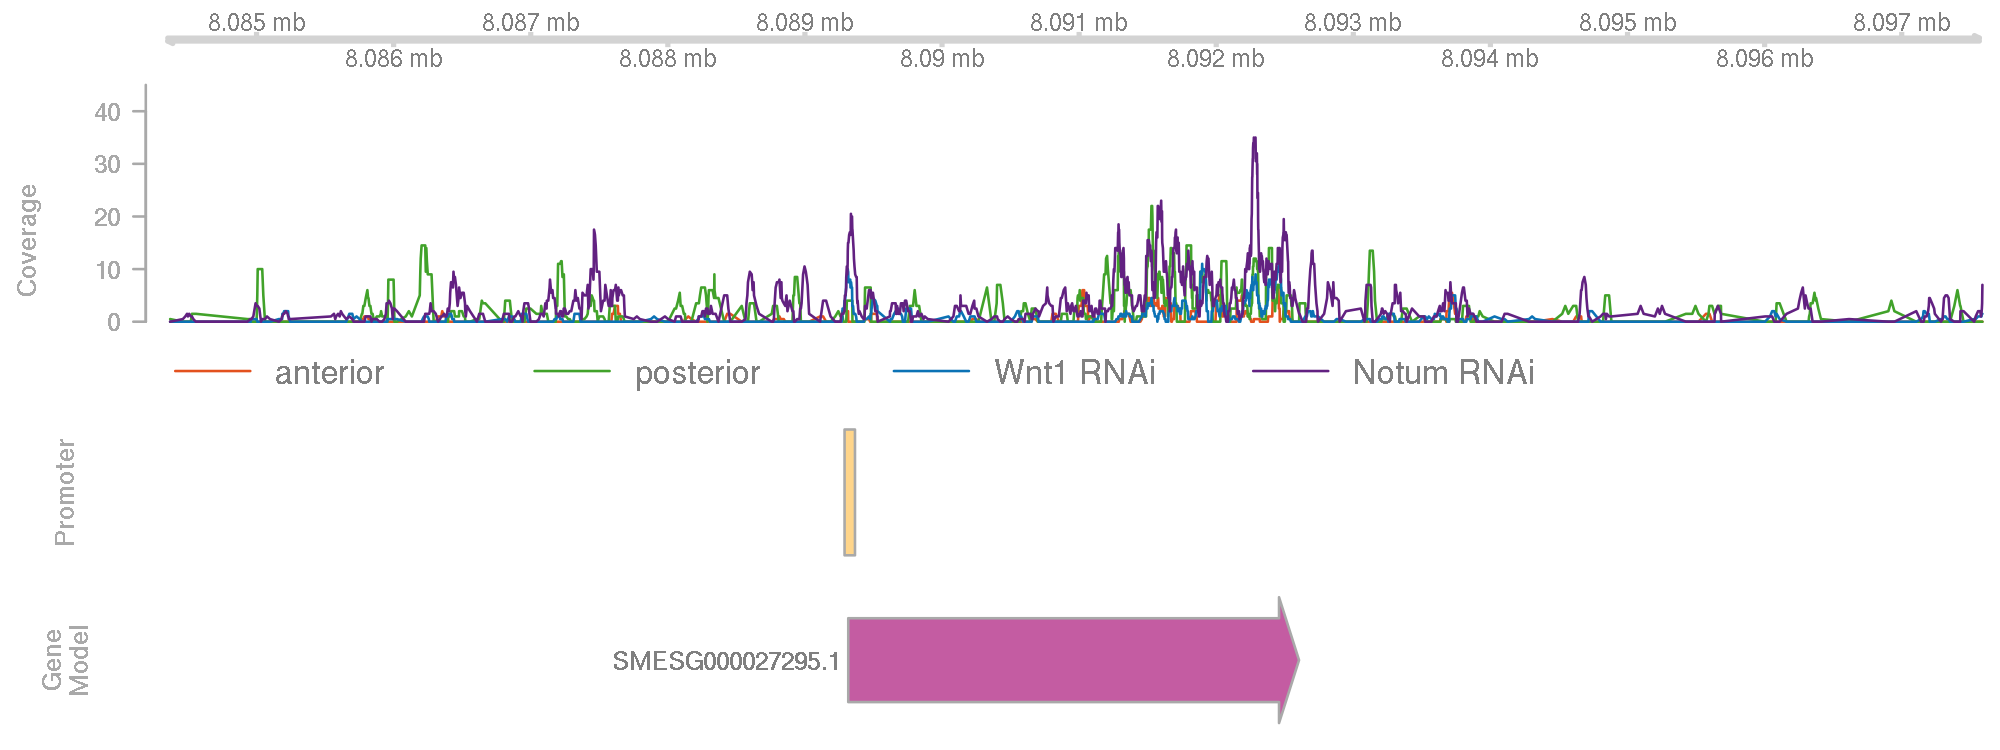 8.085 mb 8.087 mb 8.089 mb 8.091 mb 8.093 mb 8.095 mb 8.097 mb
8.086 mb 8.088 mb 8.09 mb 8.092 mb 8.094 mb 8.096 mb
Coverage
40
30
20
10
0
anterior posterior Wnt1 RNAi Notum RNAi
Promoter
Gene
Model
SMESG000027295.1